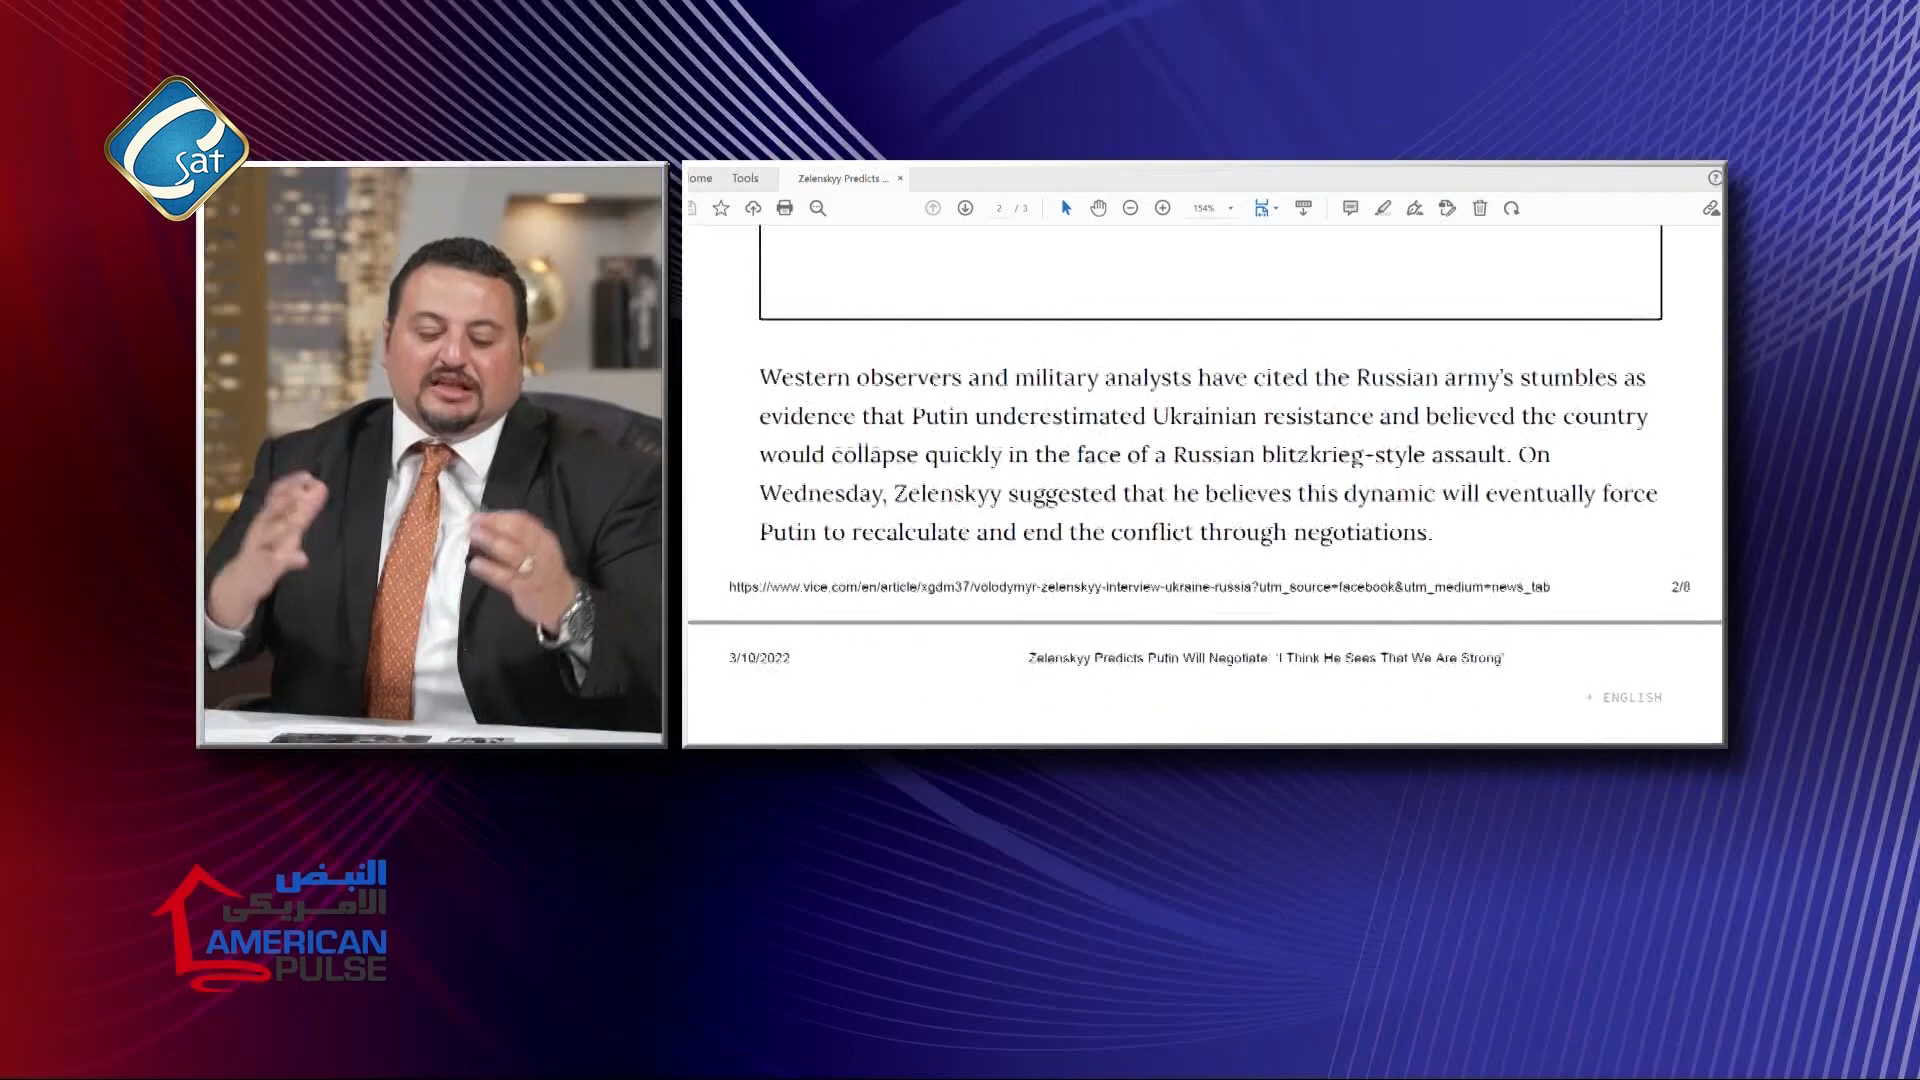 Csat
ome Tools Zelenskyy Predicts ... ×
2 / 3 154%
Western observers and military analysts have cited the Russian army's stumbles as
evidence that Putin underestimated Ukrainian resistance and believed the country
would collapse quickly in the face of a Russian blitzkrieg-style assault. On
Wednesday, Zelenskyy suggested that he believes this dynamic will eventually force
Putin to recalculate and end the conflict through negotiations.
https://www.vice.com/en/article/xgdm37/volodymyr-zelenskyy-interview-ukraine-russia?utm_source=facebook&utm_medium=news_tab 2/8
3/10/2022 Zelenskyy Predicts Putin Will Negotiate: 'I Think He Sees That We Are Strong'
+ ENGLISH
النبض
الامريكى
AMERICAN
PULSE